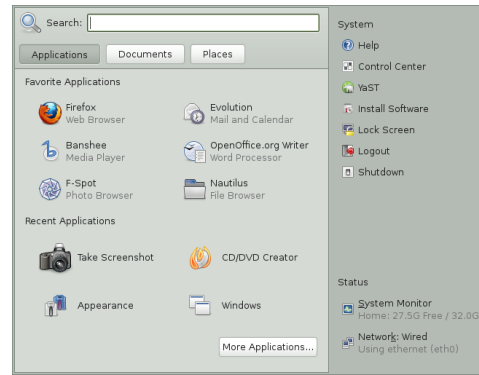 Search:
Applications
Documents
Places
Favorite Applications
Firefox
Web Browser
Evolution
Mail and Calendar
Banshee
Media Player
OpenOffice.org Writer
Word Processor
F-Spot
Photo Browser
Nautilus
File Browser
Recent Applications
Take Screenshot
CD/DVD Creator
Appearance
Windows
More Applications...
System
Help
Control Center
YaST
Install Software
Lock Screen
Logout
Shutdown
Status
System Monitor
Home: 27.5G Free / 32.0G
Network: Wired
Using ethernet (eth0)